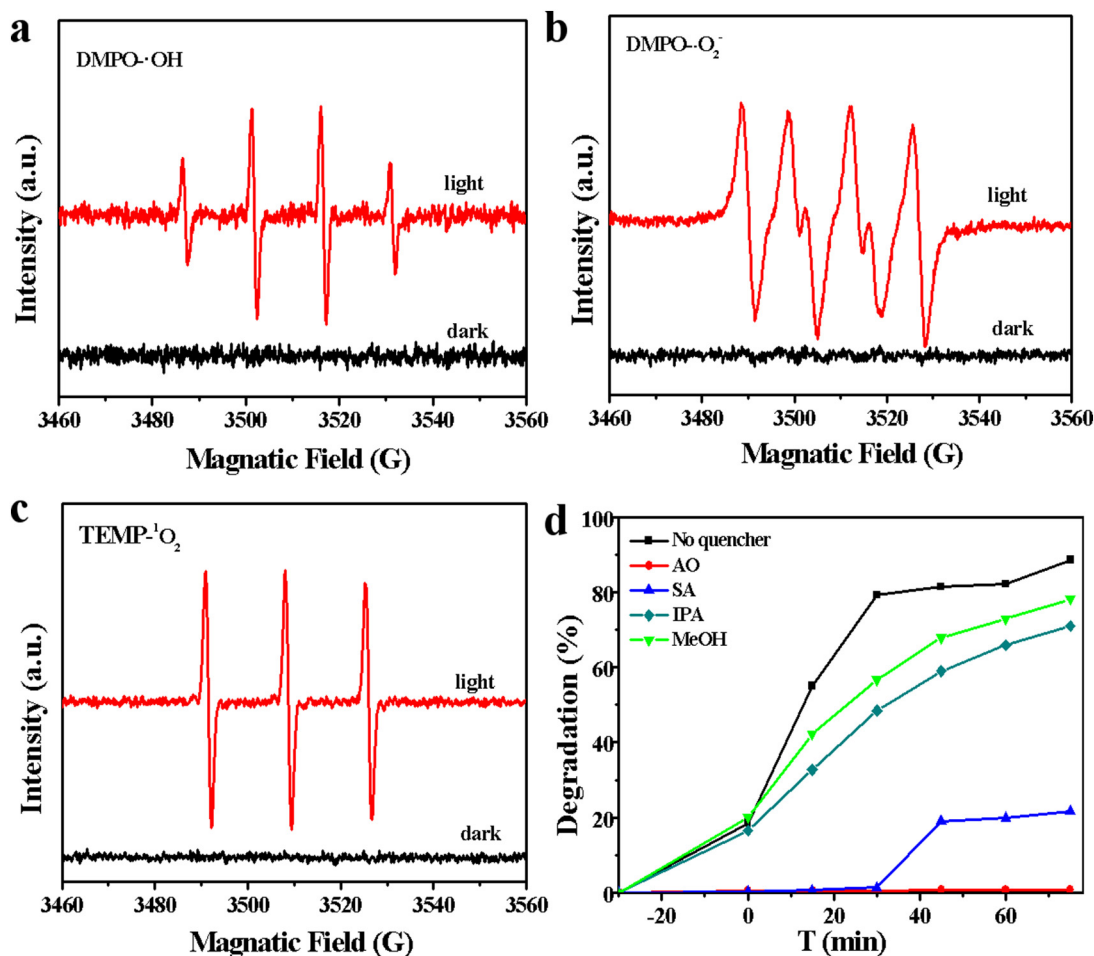 a
DMPO-·OH
light
dark
Intensity (a.u.)
3460 3480 3500 3520 3540 3560
Magnatic Field (G)
b
DMPO-·O₂⁻
light
dark
Intensity (a.u.)
3460 3480 3500 3520 3540 3560
Magnatic Field (G)
c
TEMP-¹O₂
light
dark
Intensity (a.u.)
3460 3480 3500 3520 3540 3560
Magnatic Field (G)
d
No quencher
AO
SA
IPA
MeOH
Degradation (%)
100
80
60
40
20
0
-20 0 20 40 60
T (min)